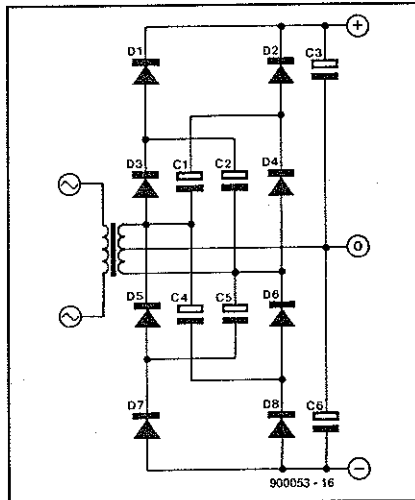 +
D1 D2 C3
D3 C1 C2 D4
0
D5 C4 C5 D6
D7 D8 C6
900053 - 16
−